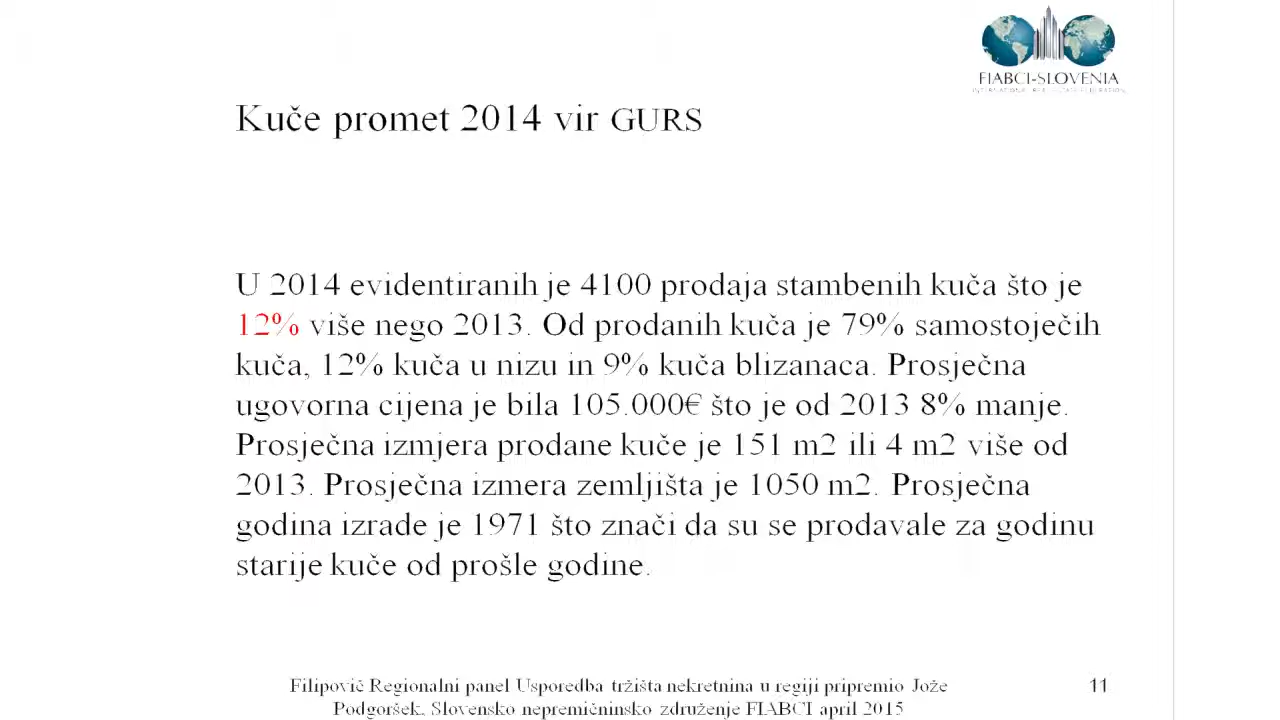 FIABCI-SLOVENIA
INTERNATIONAL REAL ESTATE FEDERATION
Kuče promet 2014 vir GURS
U 2014 evidentiranih je 4100 prodaja stambenih kuča što je
12% više nego 2013. Od prodanih kuča je 79% samostoječih
kuča, 12% kuča u nizu in 9% kuča blizanaca. Prosječna
ugovorna cijena je bila 105.000€ što je od 2013 8% manje.
Prosječna izmjera prodane kuče je 151 m2 ili 4 m2 više od
2013. Prosječna izmera zemljišta je 1050 m2. Prosječna
godina izrade je 1971 što znači da su se prodavale za godinu
starije kuče od prošle godine.
Filipovič Regionalni panel Usporedba tržišta nekretnina u regiji pripremio Jože
Podgoršek, Slovensko nepremičninsko združenje FIABCI april 2015
11